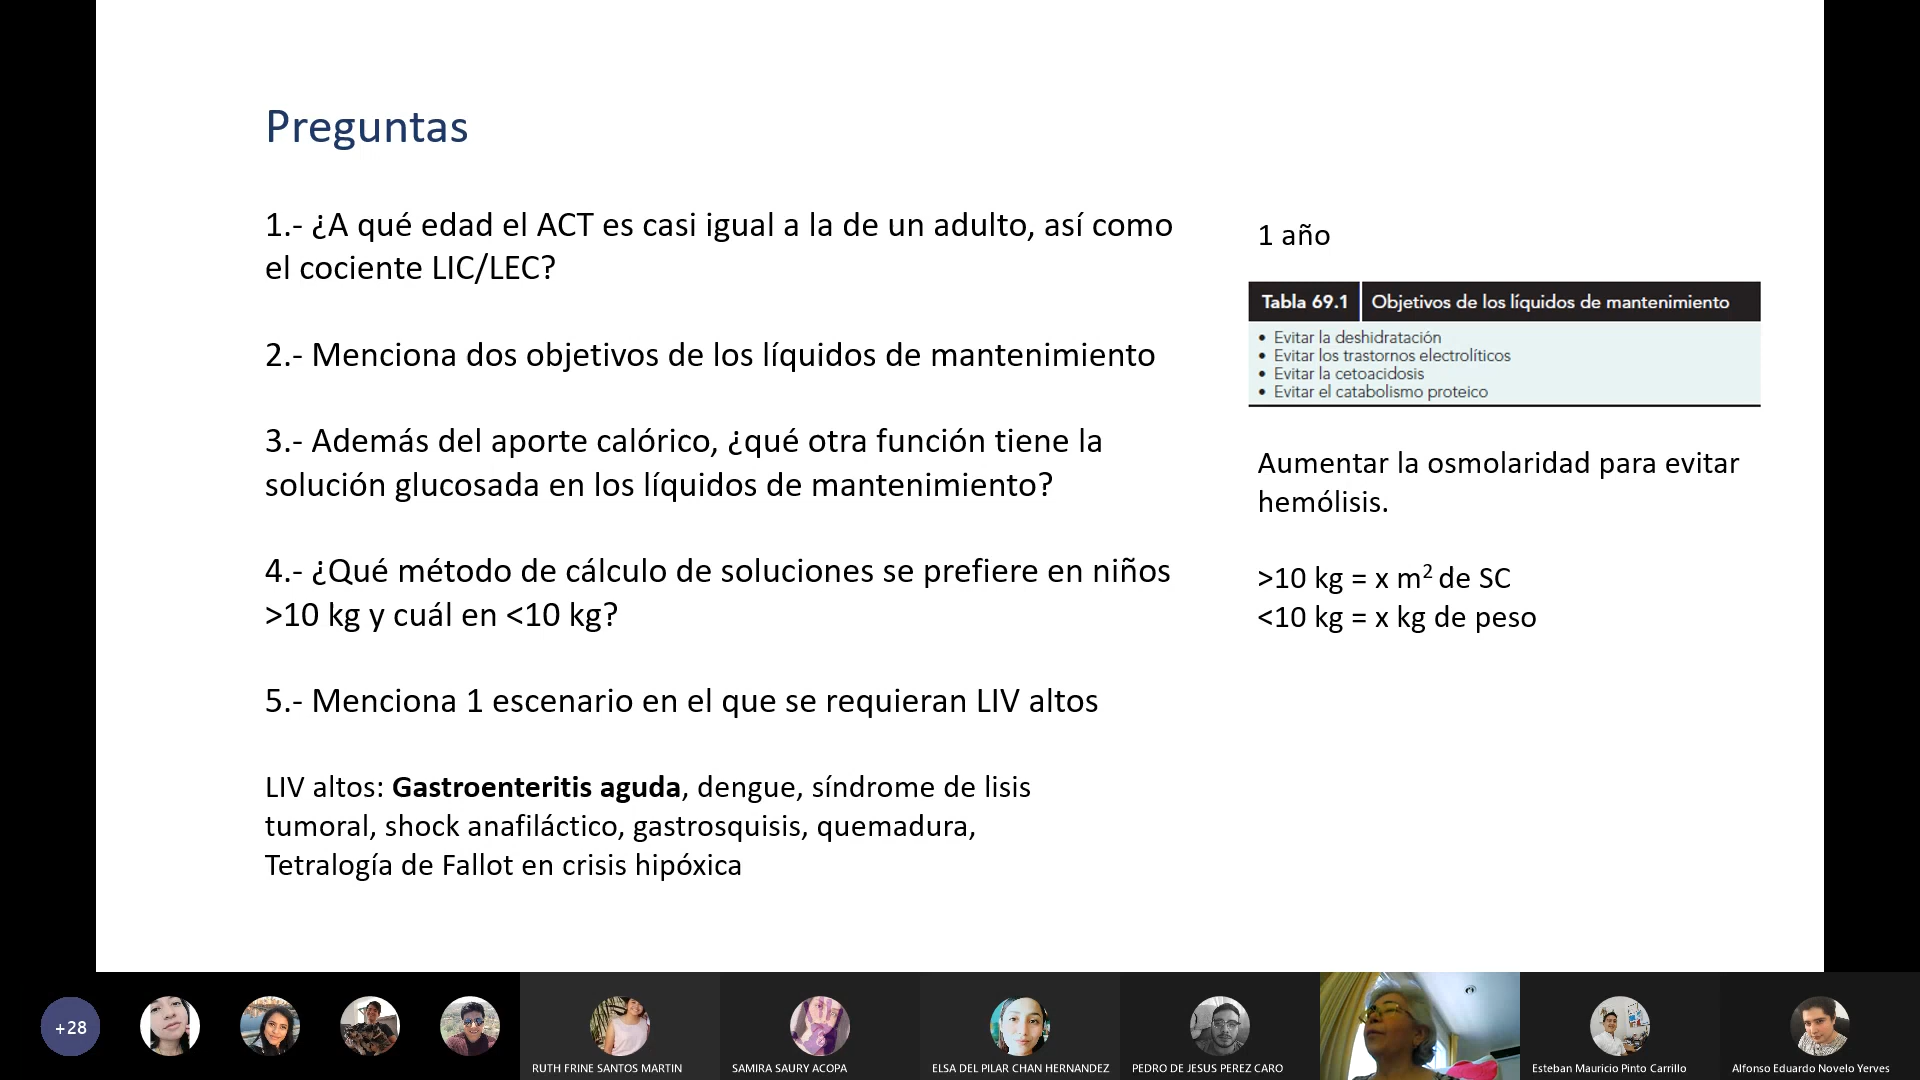 Preguntas
1.- ¿A qué edad el ACT es casi igual a la de un adulto, así como
el cociente LIC/LEC?
2.- Menciona dos objetivos de los líquidos de mantenimiento
3.- Además del aporte calórico, ¿qué otra función tiene la
solución glucosada en los líquidos de mantenimiento?
4.- ¿Qué método de cálculo de soluciones se prefiere en niños
>10 kg y cuál en <10 kg?
5.- Menciona 1 escenario en el que se requieran LIV altos
LIV altos: Gastroenteritis aguda, dengue, síndrome de lisis
tumoral, shock anafiláctico, gastrosquisis, quemadura,
Tetralogía de Fallot en crisis hipóxica
1 año
Tabla 69.1 Objetivos de los líquidos de mantenimiento
• Evitar la deshidratación
• Evitar los trastornos electrolíticos
• Evitar la cetoacidosis
• Evitar el catabolismo proteico
Aumentar la osmolaridad para evitar
hemólisis.
>10 kg = x m² de SC
<10 kg = x kg de peso
+28
RUTH FRINE SANTOS MARTIN
SAMIRA SAURY ACOPA
ELSA DEL PILAR CHAN HERNANDEZ
PEDRO DE JESUS PEREZ CARO
Esteban Mauricio Pinto Carrillo
Alfonso Eduardo Novelo Yerves